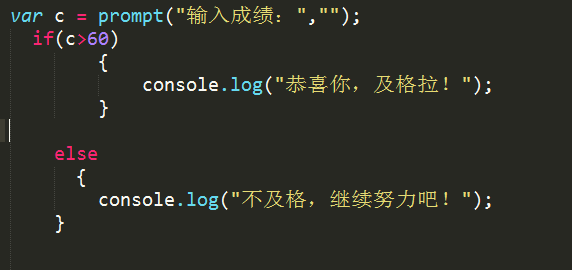 var c = prompt("输入成绩：","");
if(c>60)
{
console.log("恭喜你，及格拉！");
}
else
{
console.log("不及格，继续努力吧！");
}